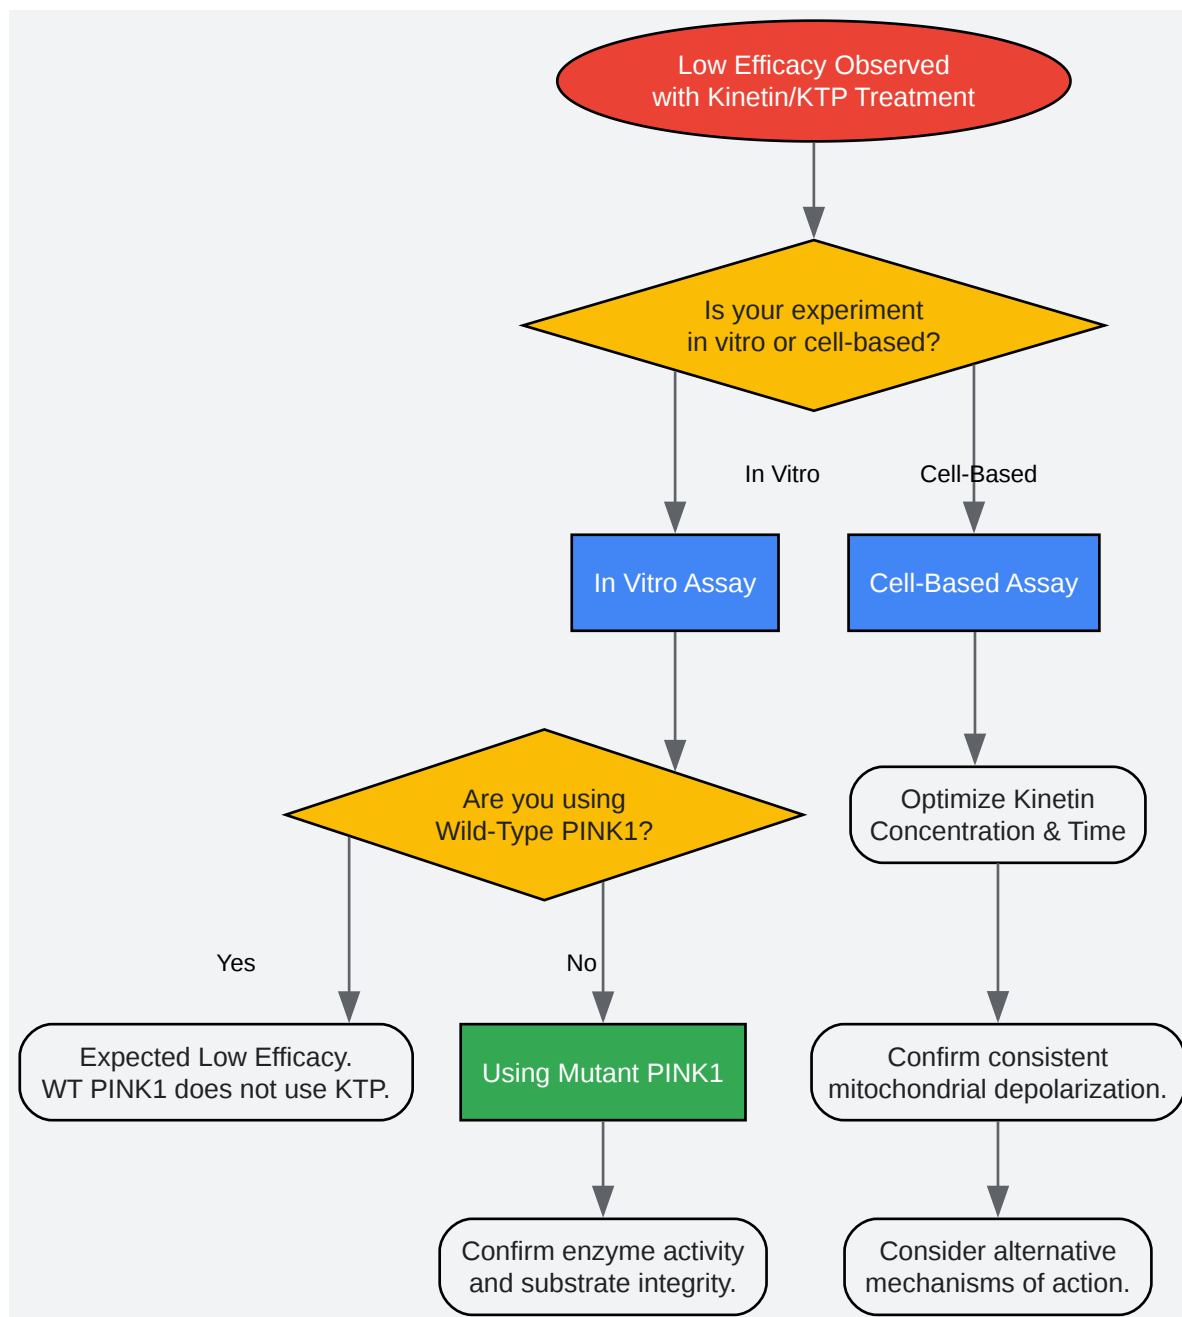 Low Efficacy Observed
with Kinetin/KTP Treatment
Is your experiment
in vitro or cell-based?
In Vitro
Cell-Based
In Vitro Assay
Cell-Based Assay
Are you using
Wild-Type PINK1?
Optimize Kinetin
Concentration & Time
Yes
No
Expected Low Efficacy.
WT PINK1 does not use KTP.
Using Mutant PINK1
Confirm consistent
mitochondrial depolarization.
Confirm enzyme activity
and substrate integrity.
Consider alternative
mechanisms of action.